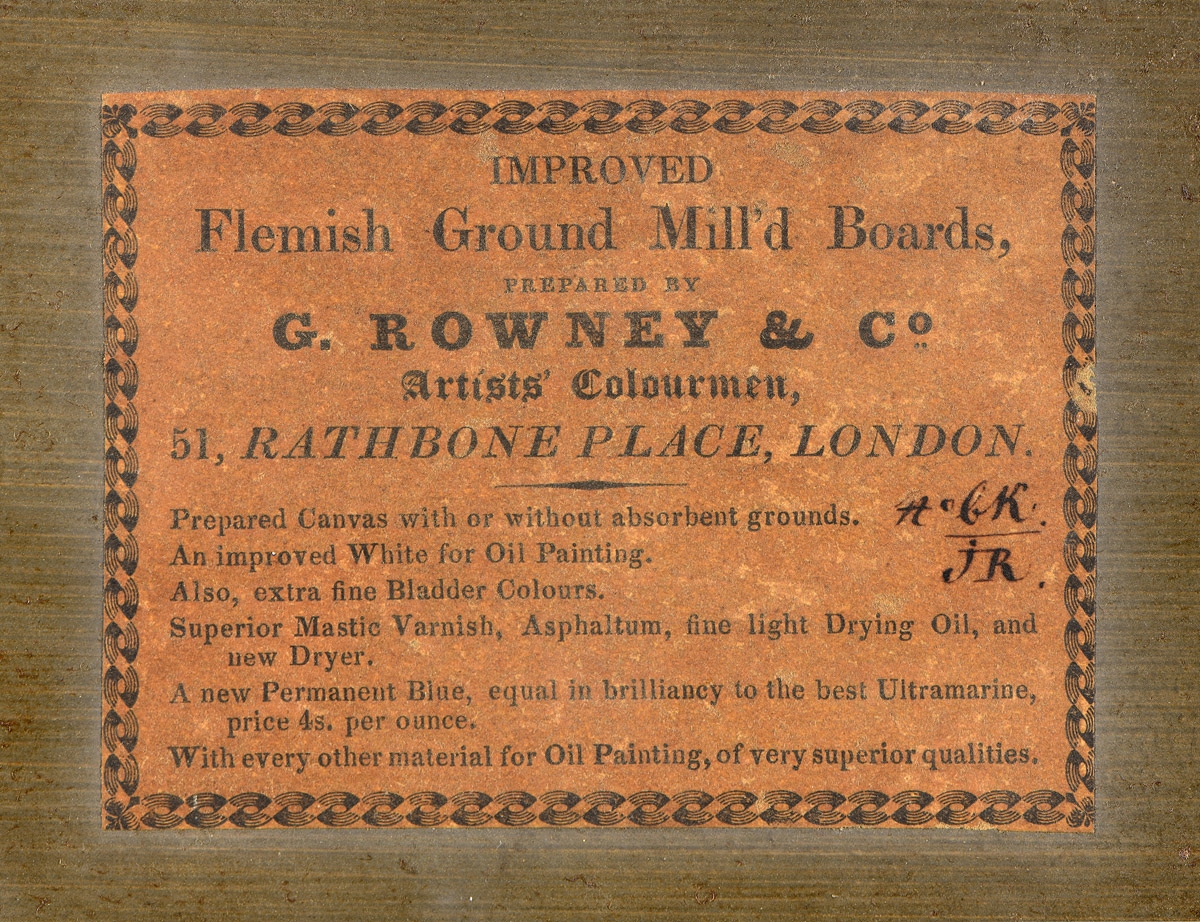 IMPROVED
Flemish Ground Mill'd Boards,
PREPARED BY
G. ROWNEY & Co
Artists' Colourmen,
51, RATHBONE PLACE, LONDON.
Prepared Canvas with or without absorbent grounds.
An improved White for Oil Painting.
JR.
Also, extra fine Bladder Colours.
Superior Mastic Varnish, Asphaltum, fine light Drying Oil, and
new Dryer.
A new Permanent Blue, equal in brilliancy to the best Ultramarine,
price 4s. per ounce.
With every other material for Oil Painting, of very superior qualities.